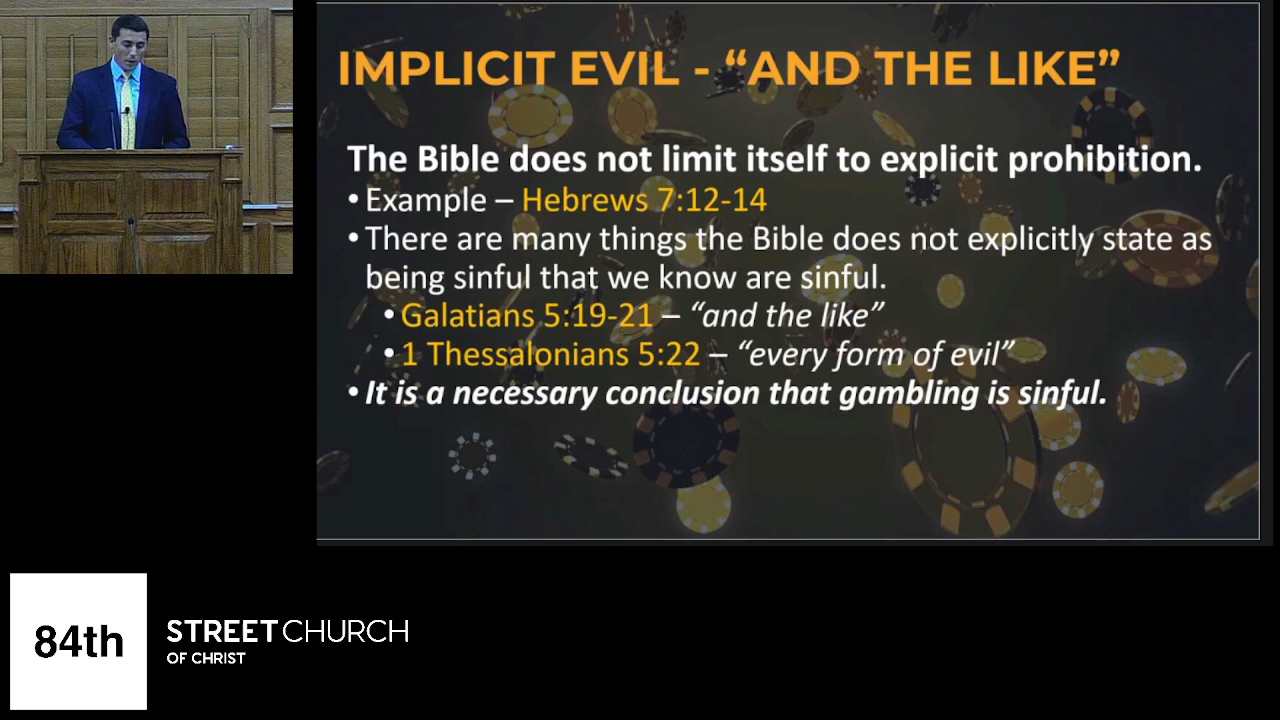 IMPLICIT EVIL - “AND THE LIKE”
The Bible does not limit itself to explicit prohibition.
• Example – Hebrews 7:12-14
• There are many things the Bible does not explicitly state as
being sinful that we know are sinful.
• Galatians 5:19-21 – “and the like”
• 1 Thessalonians 5:22 – “every form of evil”
• It is a necessary conclusion that gambling is sinful.
84th
STREET CHURCH
OF CHRIST